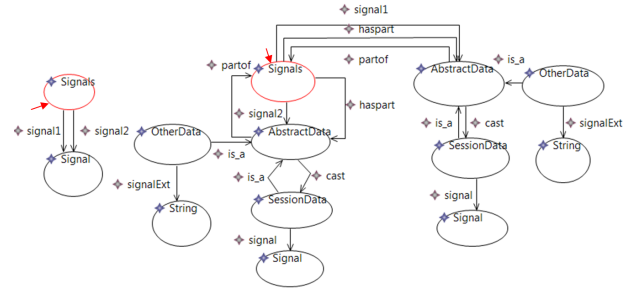 signal1
haspart
partof
partof
Signals
is_a
AbstractData
OtherData
Signals
haspart
signal2
signal1
signal2
OtherData
AbstractData
is_a
cast
signalExt
Signal
is_a
SessionData
String
is_a
cast
signalExt
SessionData
signal
String
Signal
signal
Signal